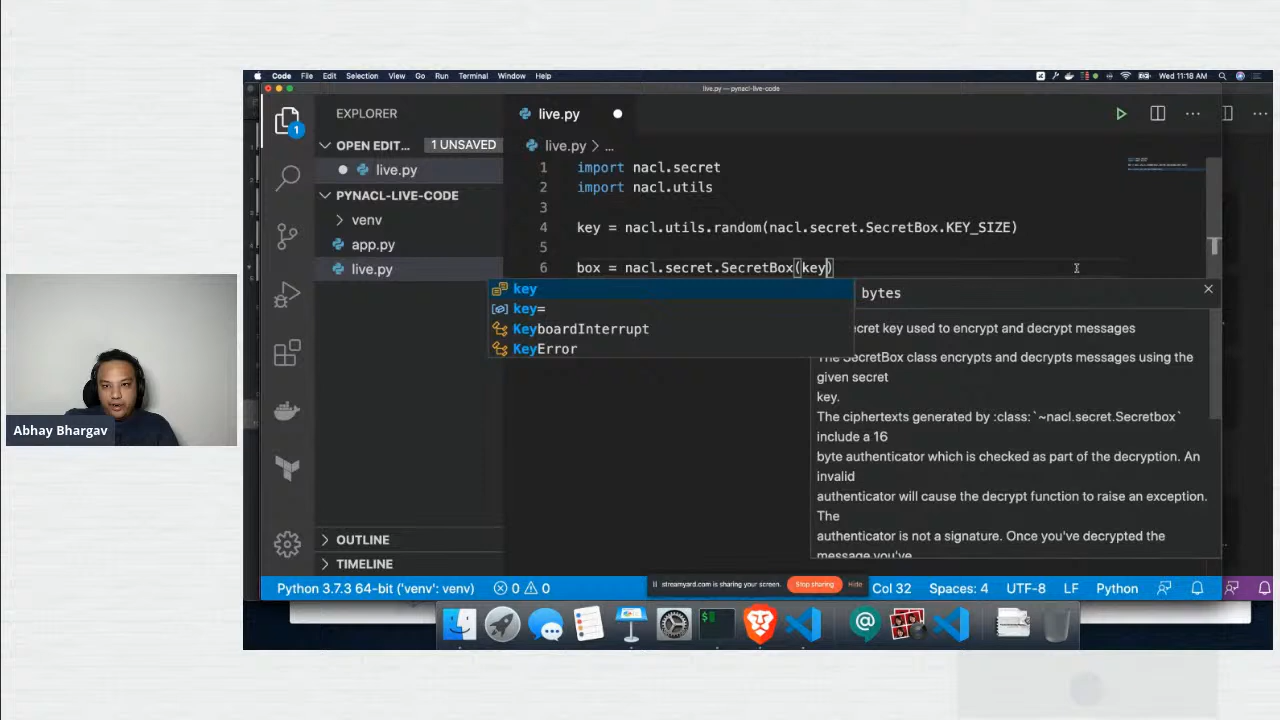 Code File Edit Selection View Go Run Terminal Window Help Wed 11:18 AM
live.py — pynacl-live-code
EXPLORER
live.py
OPEN EDIT... 1 UNSAVED
live.py
PYNACL-LIVE-CODE
venv
app.py
live.py
OUTLINE
TIMELINE
1
live.py > ...
1 import nacl.secret
2 import nacl.utils
3
4 key = nacl.utils.random(nacl.secret.SecretBox.KEY_SIZE)
5
6 box = nacl.secret.SecretBox(key)
key
key=
KeyboardInterrupt
KeyError
bytes
ecret key used to encrypt and decrypt messages
The SecretBox class encrypts and decrypts messages using the
given secret
key.
The ciphertexts generated by :class:`~nacl.secret.Secretbox`
include a 16
byte authenticator which is checked as part of the decryption. An
invalid
authenticator will cause the decrypt function to raise an exception.
The
authenticator is not a signature. Once you've decrypted the
message you've
Abhay Bhargav
Python 3.7.3 64-bit ('venv': venv) 0 0 Col 32 Spaces: 4 UTF-8 LF Python
streamyard.com is sharing your screen. Stop sharing Hide